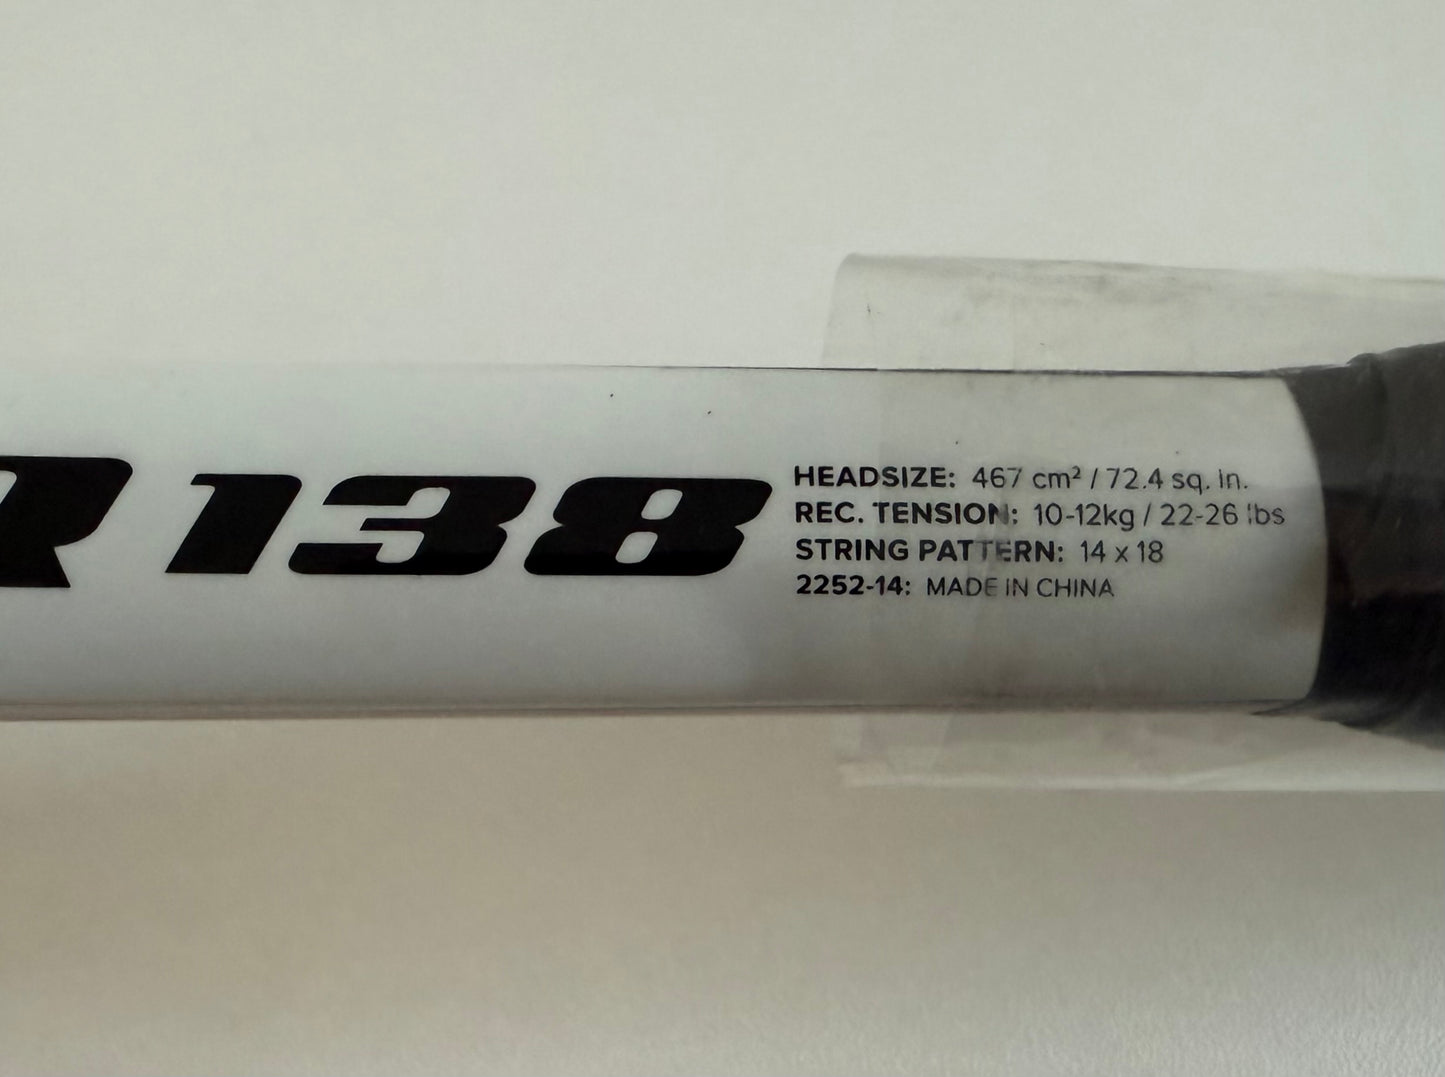 R 138
HEADSIZE: 467 cm² / 72.4 sq. in.
REC. TENSION: 10-12kg / 22-26 lbs
STRING PATTERN: 14 x 18
2252-14: MADE IN CHINA